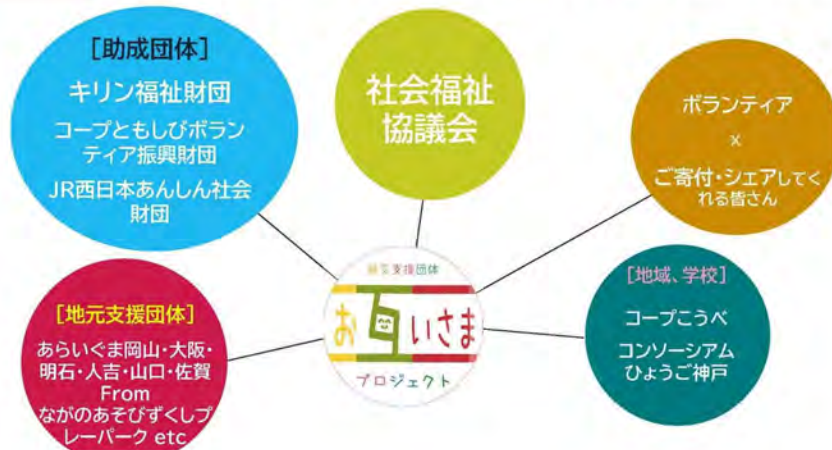 [助成団体]
キリン福祉財団
コープともしびボラン
ティア振興財団
JR西日本あんしん社会
財団
社会福祉
協議会
ボランティア
x
ご寄付・シェアしてく
れる皆さん
[地域、学校]
コープこうべ
コンソーシアム
ひょうご神戸
[地元支援団体]
あらいぐま岡山・大阪・
明石・人吉・山口・佐賀
From
ながのあそびずくしプ
レーパーク etc
支援団体
お互いさま
プロジェクト